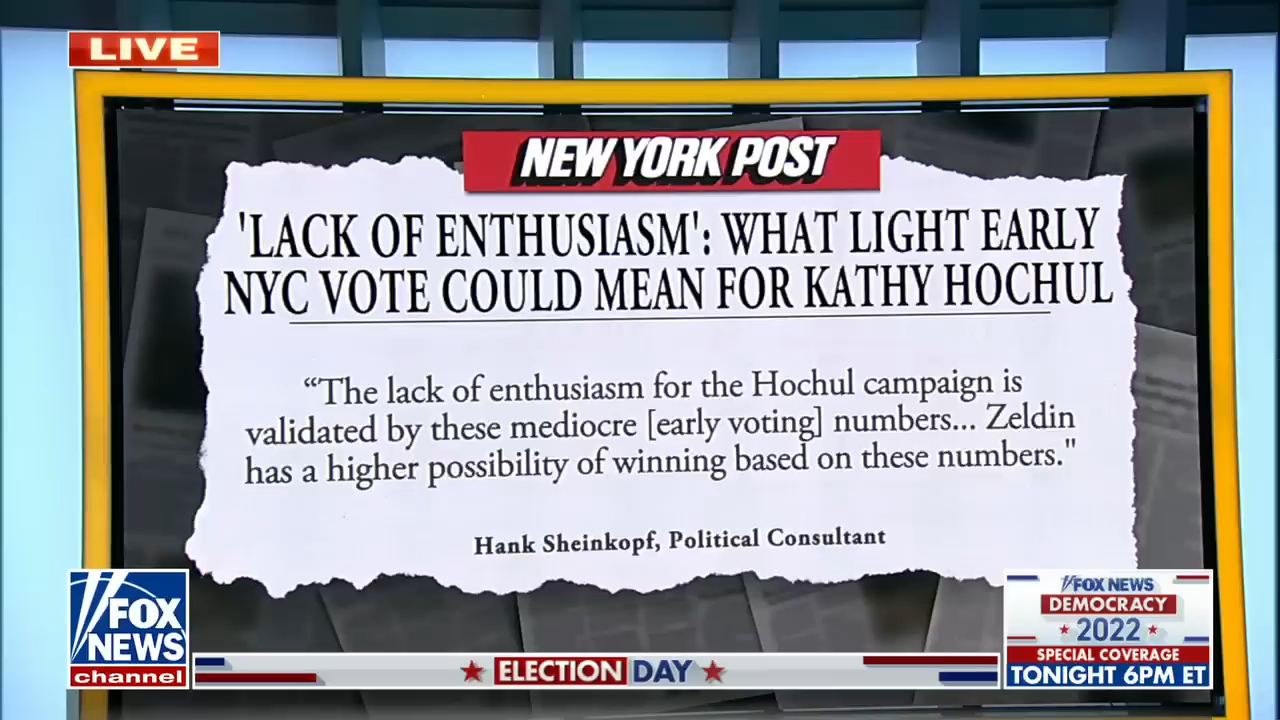 LIVE
NEW YORK POST
'LACK OF ENTHUSIASM': WHAT LIGHT EARLY
NYC VOTE COULD MEAN FOR KATHY HOCHUL
“The lack of enthusiasm for the Hochul campaign is
validated by these mediocre [early voting] numbers... Zeldin
has a higher possibility of winning based on these numbers."
Hank Sheinkopf, Political Consultant
FOX
NEWS
channel
ELECTION DAY
FOX NEWS
DEMOCRACY
2022
SPECIAL COVERAGE
TONIGHT 6PM ET